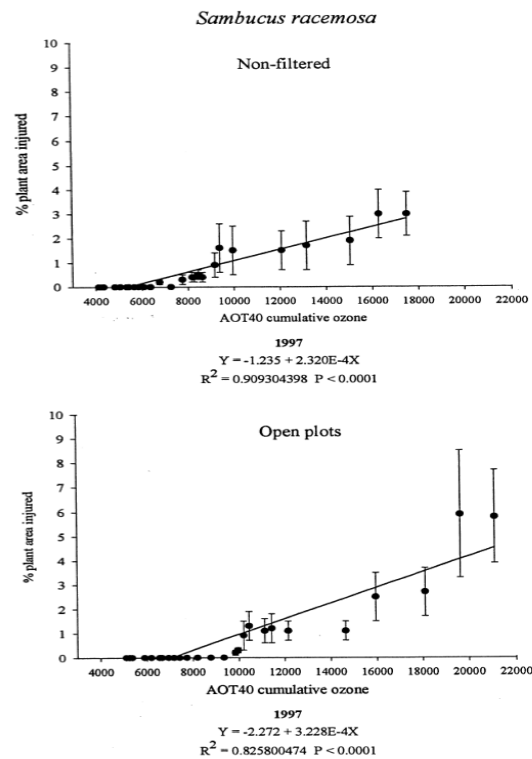 Sambucus racemosa
10
9
8
7
6
5
4
3
2
1
0
% plant area injured
Non-filtered
4000 6000 8000 10000 12000 14000 16000 18000 20000 22000
AOT40 cumulative ozone
1997
Y = -1.235 + 2.320E-4X
R² = 0.909304398 P < 0.0001
10
9
8
7
6
5
4
3
2
1
0
% plant area injured
Open plots
4000 6000 8000 10000 12000 14000 16000 18000 20000 22000
AOT40 cumulative ozone
1997
Y = -2.272 + 3.228E-4X
R² = 0.825800474 P < 0.0001